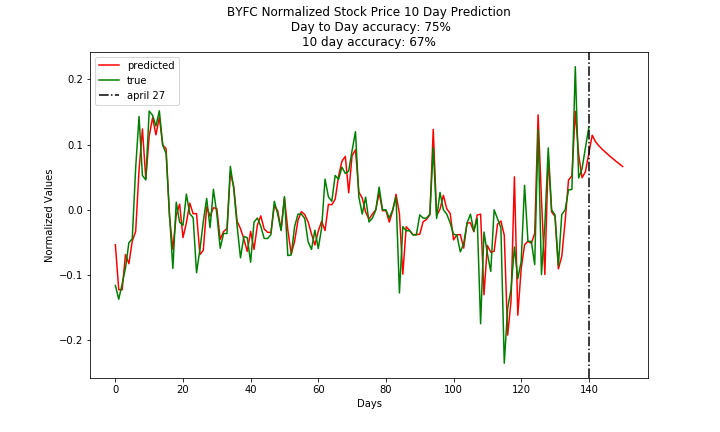 BYFC Normalized Stock Price 10 Day Prediction
Day to Day accuracy: 75%
10 day accuracy: 67%
predicted
true
april 27
Normalized Values
0.2
0.1
0.0
−0.1
−0.2
0 20 40 60 80 100 120 140
Days